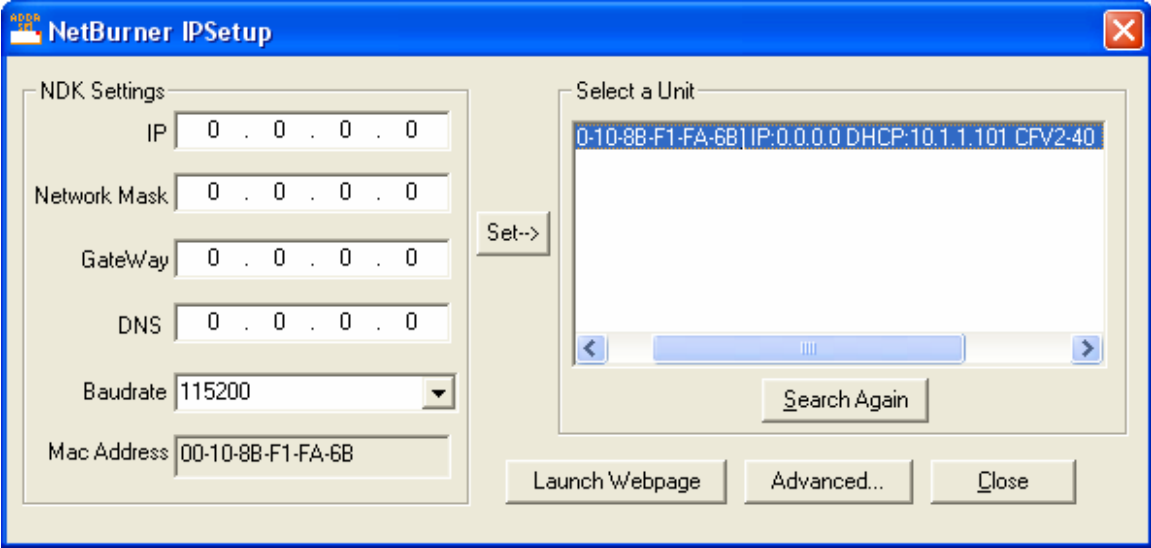 ADDR
SET
NetBurner IPSetup
NDK Settings
IP 0 . 0 . 0 . 0
Network Mask 0 . 0 . 0 . 0
GateWay 0 . 0 . 0 . 0
DNS 0 . 0 . 0 . 0
Baudrate 115200
Mac Address 00-10-8B-F1-FA-6B
Set-->
Select a Unit
0-10-8B-F1-FA-6B] IP:0.0.0.0 DHCP:10.1.1.101 CFV2-40
Search Again
Launch Webpage
Advanced...
Close